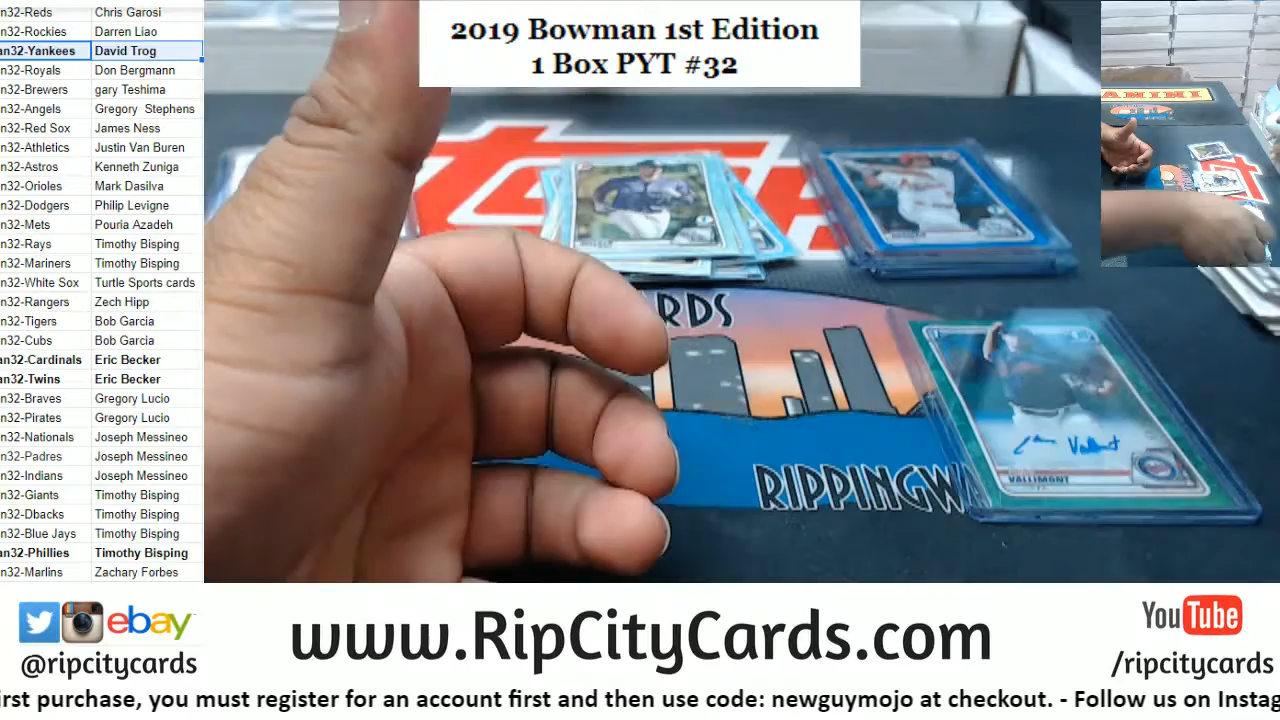 n32-Reds Chris Garosi
n32-Rockies Darren Liao
an32-Yankees David Trog
n32-Royals Don Bergmann
n32-Brewers gary Teshima
n32-Angels Gregory Stephens
n32-Red Sox James Ness
n32-Athletics Justin Van Buren
n32-Astros Kenneth Zuniga
n32-Orioles Mark Dasilva
n32-Dodgers Philip Levigne
n32-Mets Pouria Azadeh
n32-Rays Timothy Bisping
n32-Mariners Timothy Bisping
n32-White Sox Turtle Sports cards
n32-Rangers Zech Hipp
n32-Tigers Bob Garcia
n32-Cubs Bob Garcia
an32-Cardinals Eric Becker
an32-Twins Eric Becker
n32-Braves Gregory Lucio
n32-Pirates Gregory Lucio
n32-Nationals Joseph Messineo
n32-Padres Joseph Messineo
n32-Indians Joseph Messineo
n32-Giants Timothy Bisping
n32-Dbacks Timothy Bisping
n32-Blue Jays Timothy Bisping
an32-Phillies Timothy Bisping
n32-Marlins Zachary Forbes
2019 Bowman 1st Edition
1 Box PYT #32
PANINI
CARDS
RIPPINGWA
VALLIMONT
ebay
@ripcitycards
www.RipCityCards.com
YouTube
/ripcitycards
irst purchase, you must register for an account first and then use code: newguymojo at checkout. - Follow us on Instag